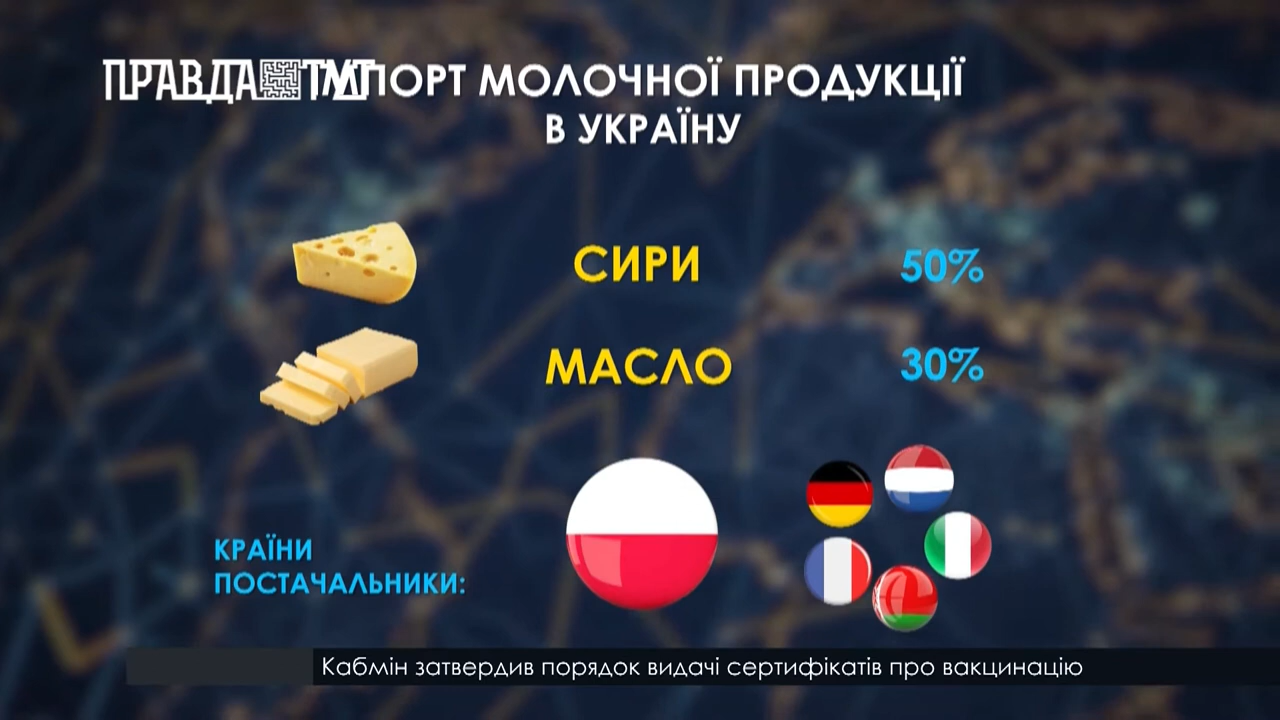 ПРАВДА ТУТ
ІМПОРТ МОЛОЧНОЇ ПРОДУКЦІЇ
В УКРАЇНУ
СИРИ 50%
МАСЛО 30%
КРАЇНИ
ПОСТАЧАЛЬНИКИ:
Кабмін затвердив порядок видачі сертифікатів про вакцинацію